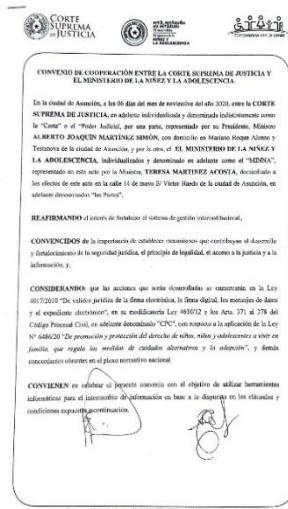 CORTE
SUPREMA
DE JUSTICIA
CONVENIO DE COOPERACIÓN ENTRE LA CORTE SUPREMA DE JUSTICIA Y
EL MINISTERIO DE LA NIÑEZ Y LA ADOLESCENCIA.
En la ciudad de Asunción, a los 06 días del mes de noviembre del año 2020, entre la CORTE
SUPREMA DE JUSTICIA, en adelante individualizada y denominada indistintamente como
la "Corte" o el "Poder Judicial, por una parte, representado por su Presidente, Ministro
ALBERTO JOAQUÍN MARTÍNEZ SIMÓN, con domicilio en Mariano Roque Alonso y
Testanova de la ciudad de Asunción, y por la otra, el EL MINISTERIO DE LA NIÑEZ Y
LA ADOLESCENCIA, individualizados y denominado en adelante como el "MINNA",
representado en este acto por la Ministra, TERESA MARTINEZ ACOSTA, domiciliado a
los efectos de este acto en la calle 14 de mayo E/ Víctor Haedo de la ciudad de Asunción, en
adelante denominados "las Partes",
REAFIRMANDO el interés de fortalecer el sistema de gestión interinstitucional,
CONVENCIDOS de la importancia de establecer mecanismos que contribuyan al desarrollo
y fortalecimiento de la seguridad jurídica, el principio de legalidad, el acceso a la justicia y a la
información, y,
CONSIDERANDO: que las acciones que serán desarrolladas se enmarcarán en la Ley
4017/2010 "De validez jurídica de la firma electrónica, la firma digital, los mensajes de datos
y el expediente electrónico", en su modificatoria Ley 4610/12 y los Arts. 371 al 378 del
Código Procesal Civil, en adelante denominado "CPC", con respecto a la aplicación de la Ley
N° 6486/20 "De promoción y protección del derecho de niños, niñas y adolescentes a vivir en
familia, que regula las medidas de cuidados alternativos y la adopción", y demás
concordantes obrantes en el plexo normativo nacional
CONVIENEN en celebrar el presente convenio con el objetivo de utilizar herramientas
informáticas para el intercambio de información en base a lo dispuesto en las cláusulas y
condiciones expuestas a continuación.